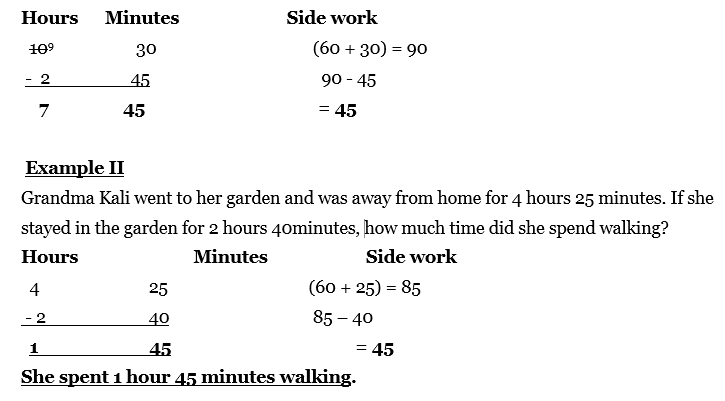 Hours Minutes Side work
10 9 30 (60 + 30) = 90
- 2 45 90 - 45
7 45 = 45
Example II
Grandma Kali went to her garden and was away from home for 4 hours 25 minutes. If she
stayed in the garden for 2 hours 40minutes, how much time did she spend walking?
Hours Minutes Side work
4 25 (60 + 25) = 85
- 2 40 85 – 40
1 45 = 45
She spent 1 hour 45 minutes walking.